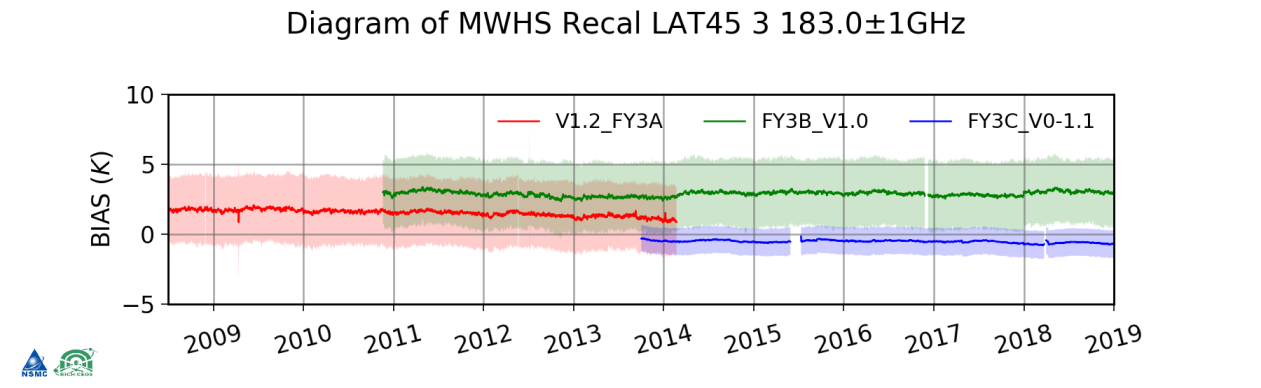 Diagram of MWHS Recal LAT45 3 183.0±1GHz
10
5
0
−5
BIAS (K)
V1.2_FY3A
FY3B_V1.0
FY3C_V0-1.1
2009
2010
2011
2012
2013
2014
2015
2016
2017
2018
2019
NSMC